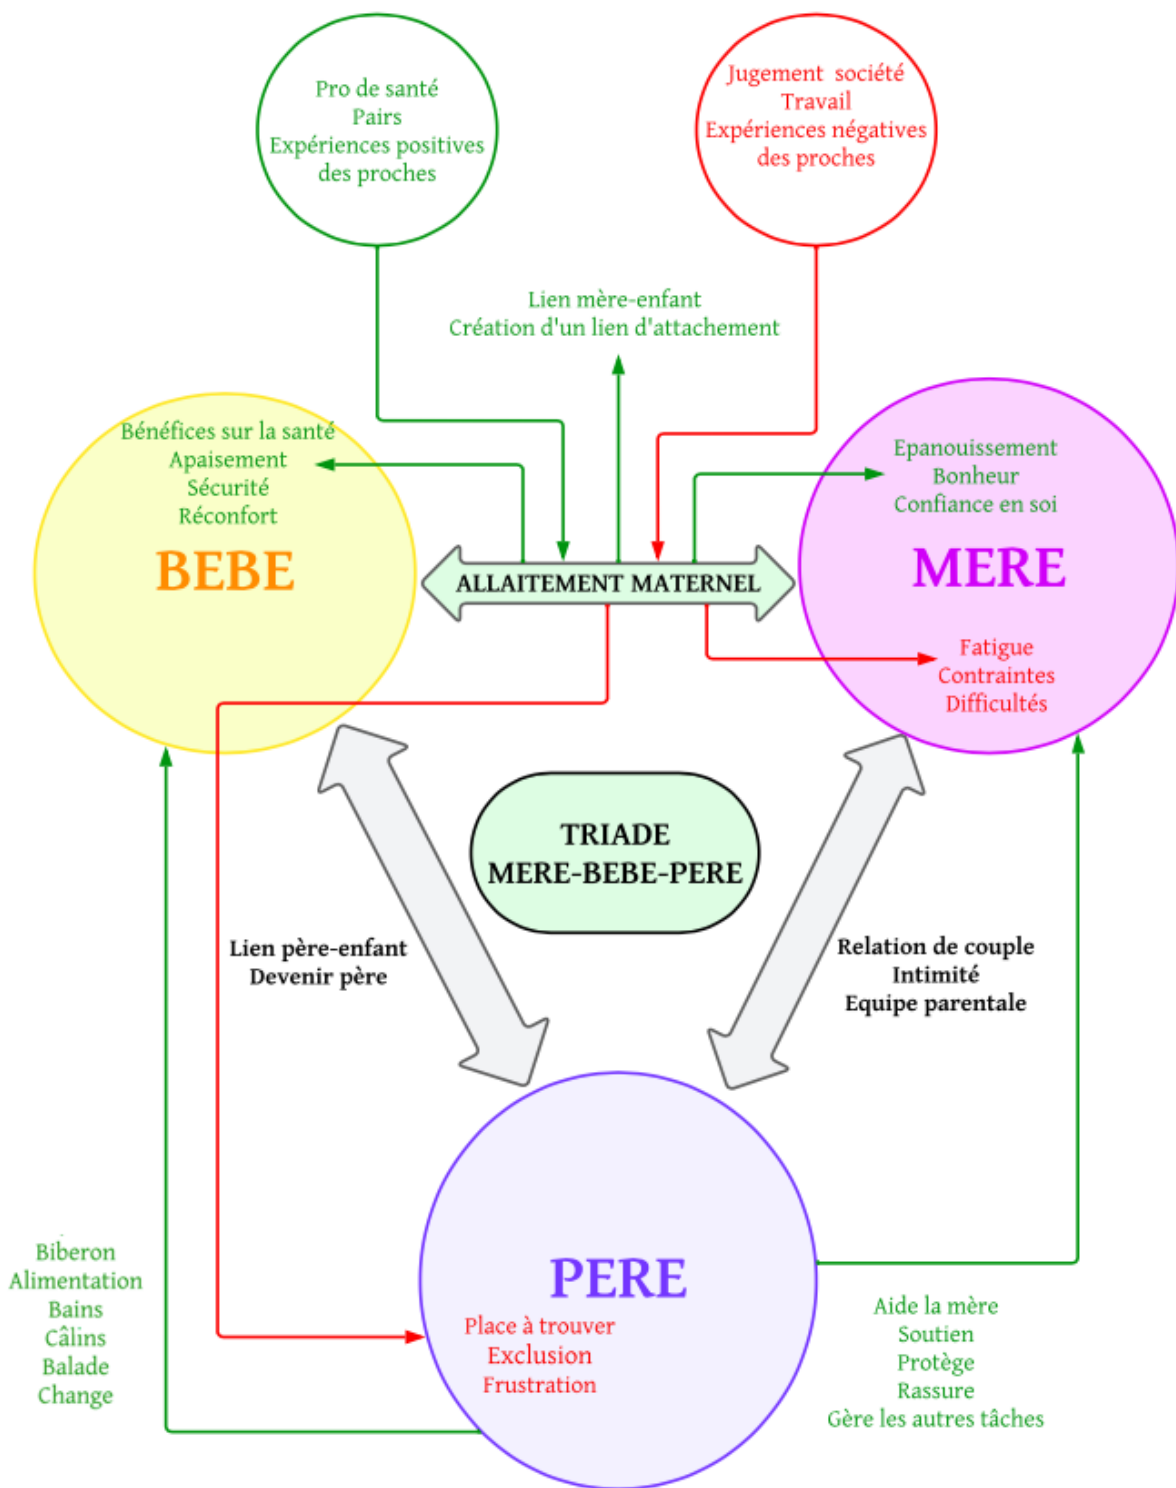 Pro de santé
Pairs
Expériences positives
des proches
Jugement société
Travail
Expériences négatives
des proches
Lien mère-enfant
Création d'un lien d'attachement
Bénéfices sur la santé
Apaisement
Sécurité
Réconfort
BEBE
ALLAITEMENT MATERNEL
Epanouissement
Bonheur
Confiance en soi
MERE
Fatigue
Contraintes
Difficultés
TRIADE
MERE-BEBE-PERE
Lien père-enfant
Devenir père
Relation de couple
Intimité
Equipe parentale
Biberon
Alimentation
Bains
Câlins
Balade
Change
PERE
Place à trouver
Exclusion
Frustration
Aide la mère
Soutien
Protège
Rassure
Gère les autres tâches